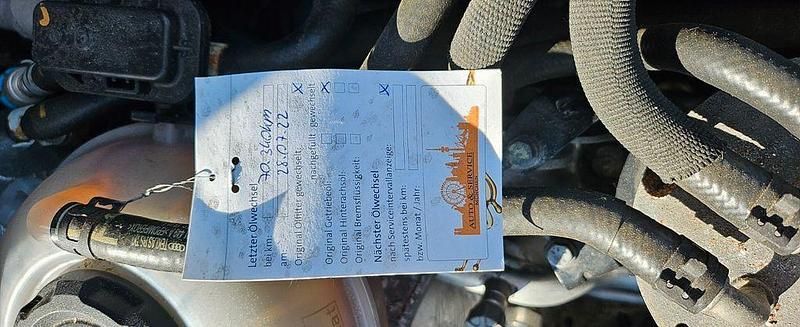 Letzter Ölwechsel
bei km: 70.340km
am: 28.07.22
Original Ölfilter gewechselt: X
nachgefüllt gewechselt
Original Getriebeöl: X
Original Hinterachsöl:
Original Bremsflüssigkeit:
Nächster Ölwechsel
nach Serviceintervallanzeige: X
spätestens bei km:
bzw. Monat / Jahr:
AUTO & SERVICE